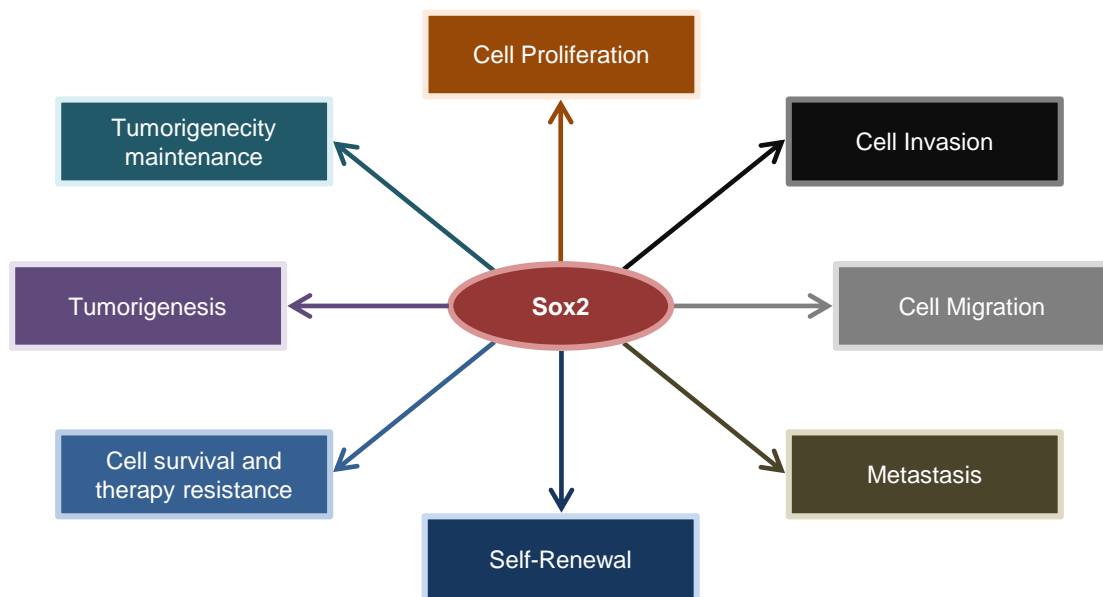 Cell Proliferation
Tumorigenecity
maintenance
Cell Invasion
Tumorigenesis
Sox2
Cell Migration
Cell survival and
therapy resistance
Metastasis
Self-Renewal